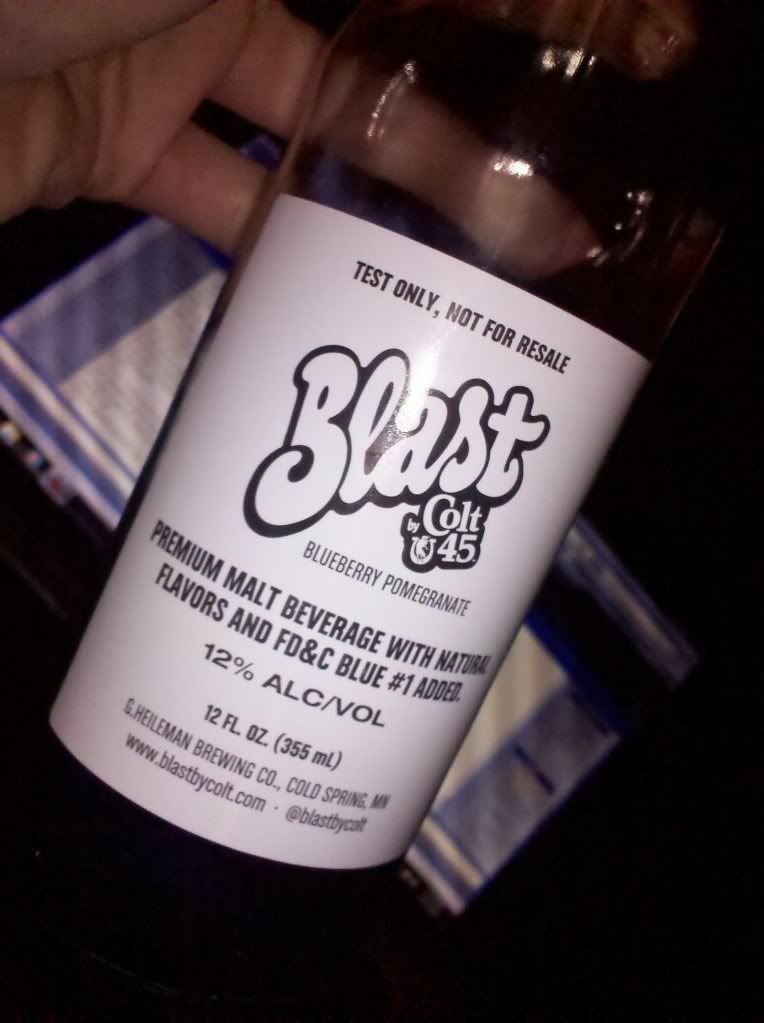 TEST ONLY, NOT FOR RESALE
Blast
by Colt
45
BLUEBERRY POMEGRANATE
PREMIUM MALT BEVERAGE WITH NATURAL
FLAVORS AND FD&C BLUE #1 ADDED.
12% ALC/VOL
12 FL. OZ. (355 mL)
G.HEILEMAN BREWING CO., COLD SPRING, MN
www.blastbycolt.com · @blastbycolt